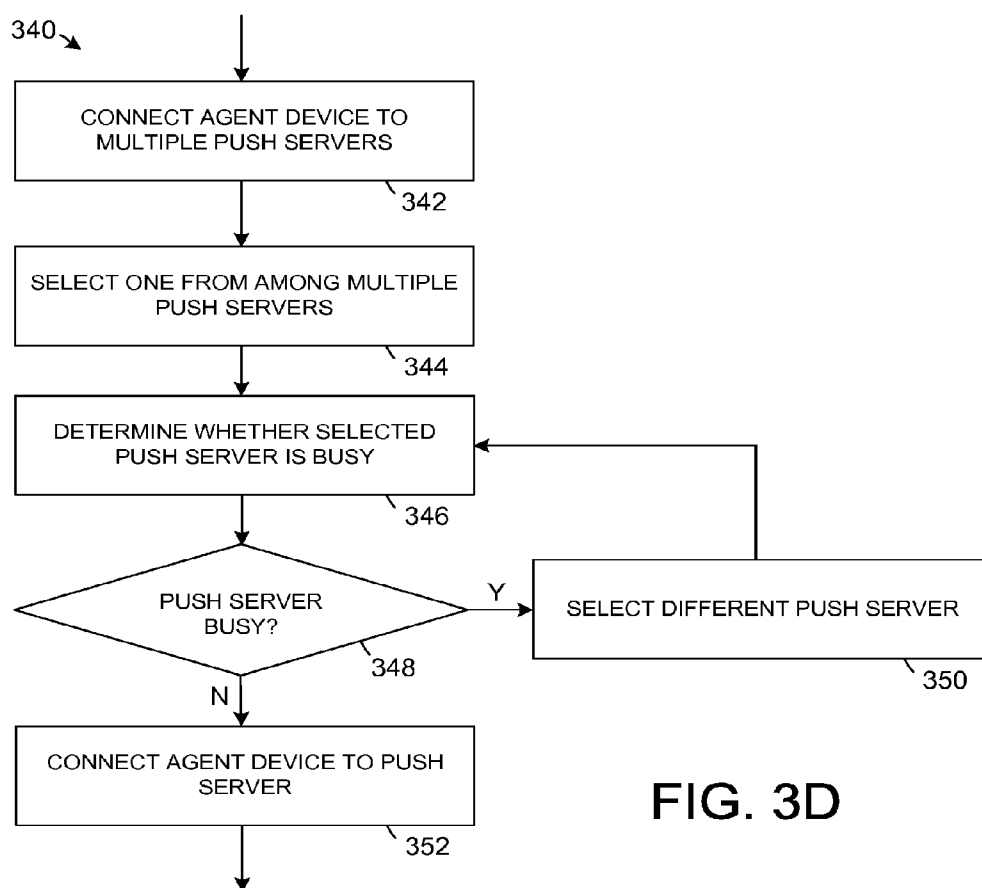 340
CONNECT AGENT DEVICE TO
MULTIPLE PUSH SERVERS
342
SELECT ONE FROM AMONG MULTIPLE
PUSH SERVERS
344
DETERMINE WHETHER SELECTED
PUSH SERVER IS BUSY
346
PUSH SERVER
BUSY?
348
Y
SELECT DIFFERENT PUSH SERVER
350
N
CONNECT AGENT DEVICE TO PUSH
SERVER
352
FIG. 3D